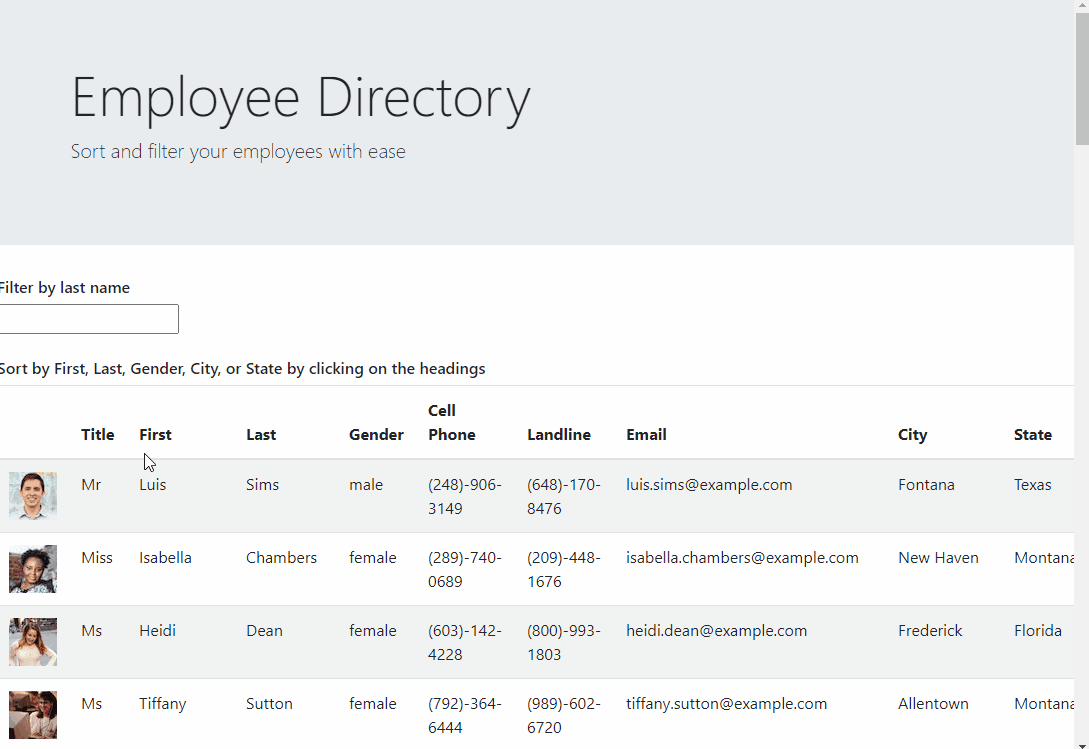 Employee Directory
Sort and filter your employees with ease
Filter by last name
Sort by First, Last, Gender, City, or State by clicking on the headings
Title First Last Gender Cell Phone Landline Email City State
Mr Luis Sims male (248)-906-3149 (648)-170-8476 luis.sims@example.com Fontana Texas
Miss Isabella Chambers female (289)-740-0689 (209)-448-1676 isabella.chambers@example.com New Haven Montana
Ms Heidi Dean female (603)-142-4228 (800)-993-1803 heidi.dean@example.com Frederick Florida
Ms Tiffany Sutton female (792)-364-6444 (989)-602-6720 tiffany.sutton@example.com Allentown Montana